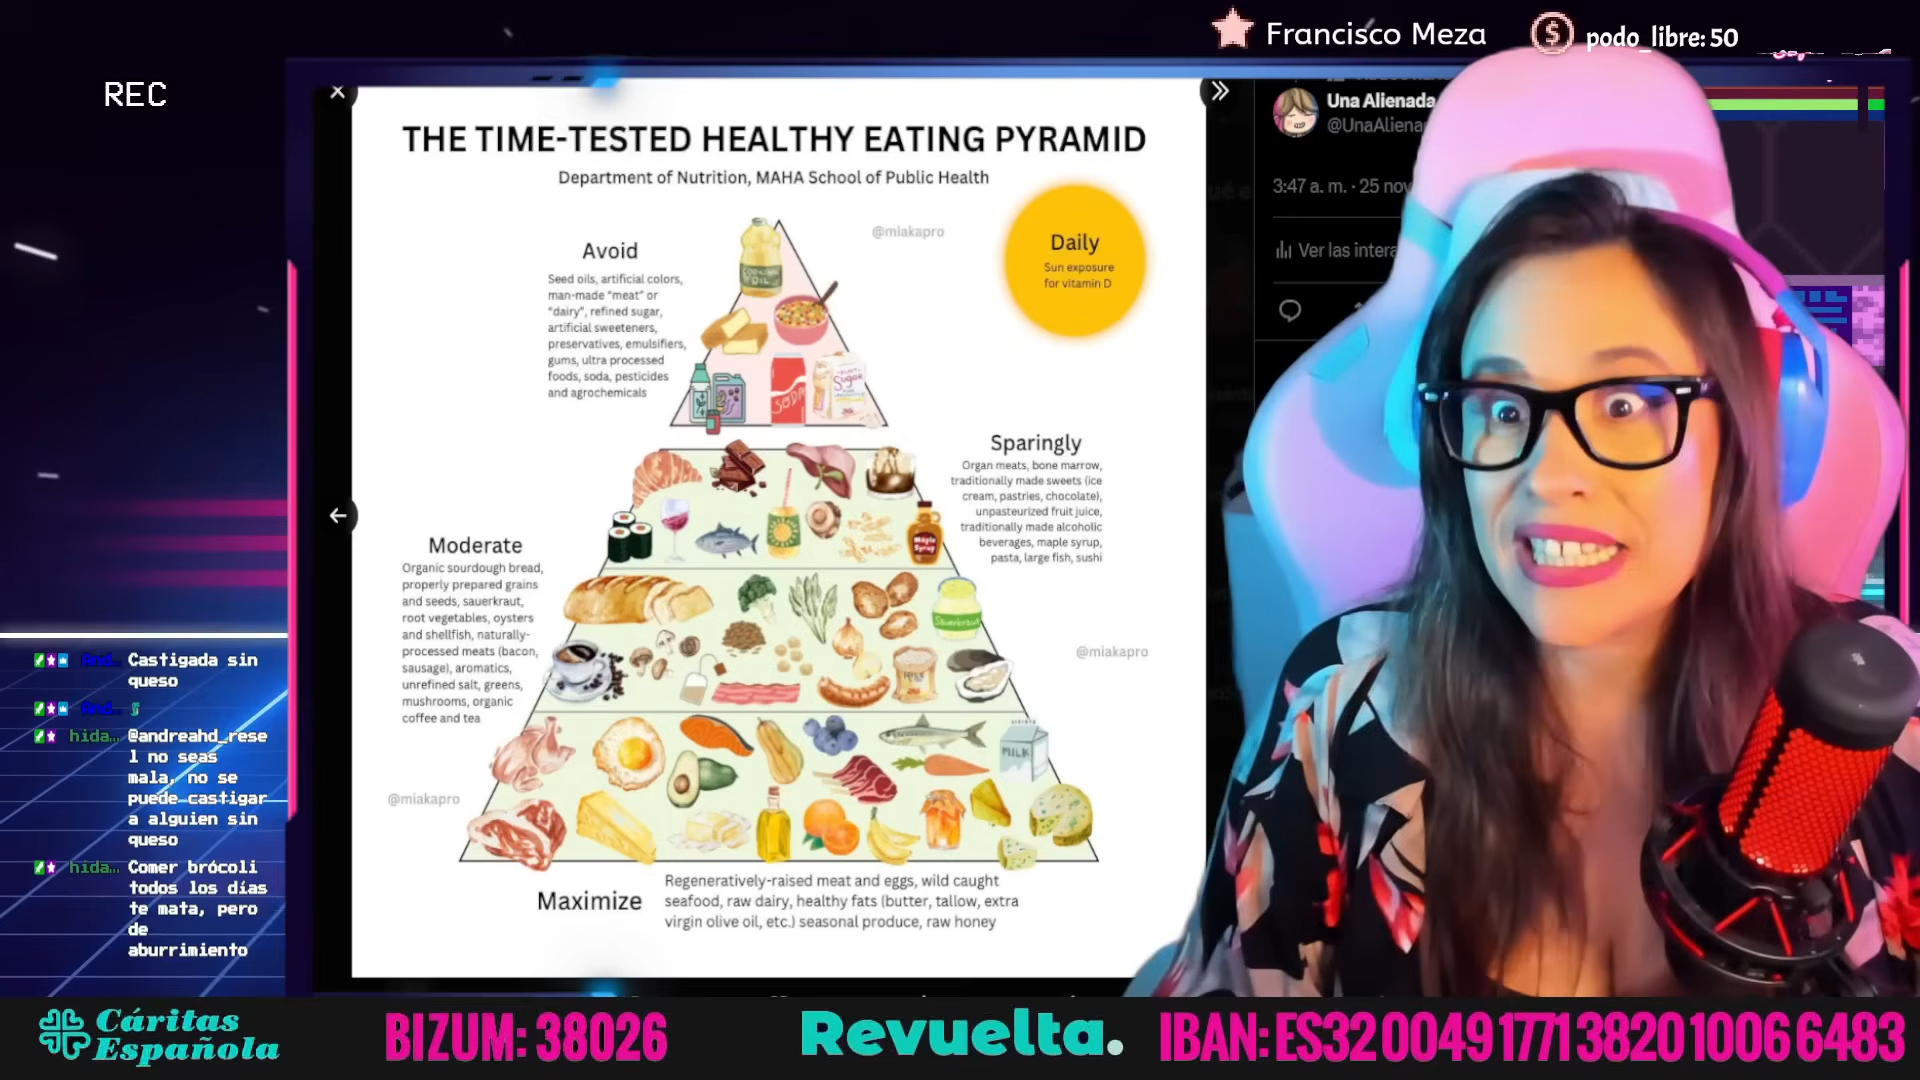 Francisco Meza
podo_libre: 50
REC
THE TIME-TESTED HEALTHY EATING PYRAMID
Department of Nutrition, MAHA School of Public Health
@miakapro
Avoid
Seed oils, artificial colors,
man-made "meat" or
"dairy", refined sugar,
artificial sweeteners,
preservatives, emulsifiers,
gums, ultra processed
foods, soda, pesticides
and agrochemicals
Daily
Sun exposure
for vitamin D
SODA
Sugar
Sparingly
Organ meats, bone marrow,
traditionally made sweets (ice
cream, pastries, chocolate),
unpasteurized fruit juice,
traditionally made alcoholic
beverages, maple syrup,
pasta, large fish, sushi
Maple
Syrup
Moderate
Organic sourdough bread,
properly prepared grains
and seeds, sauerkraut,
root vegetables, oysters
and shellfish, naturally-
processed meats (bacon,
sausage), aromatics,
unrefined salt, greens,
mushrooms, organic
coffee and tea
Sauerkraut
@miakapro
MILK
@miakapro
Maximize
Regeneratively-raised meat and eggs, wild caught
seafood, raw dairy, healthy fats (butter, tallow, extra
virgin olive oil, etc.) seasonal produce, raw honey
Una Alienada
@UnaAliena
3:47 a. m. · 25 nov
Ver las intera
And... Castigada sin
queso
And...
hida... @andreahd_rese
l no seas
mala, no se
puede castigar
a alguien sin
queso
hida... Comer brócoli
todos los días
te mata, pero
de
aburrimiento
Cáritas
Española
BIZUM: 38026
Revuelta.
IBAN: ES32 0049 1771 3820 1006 6483